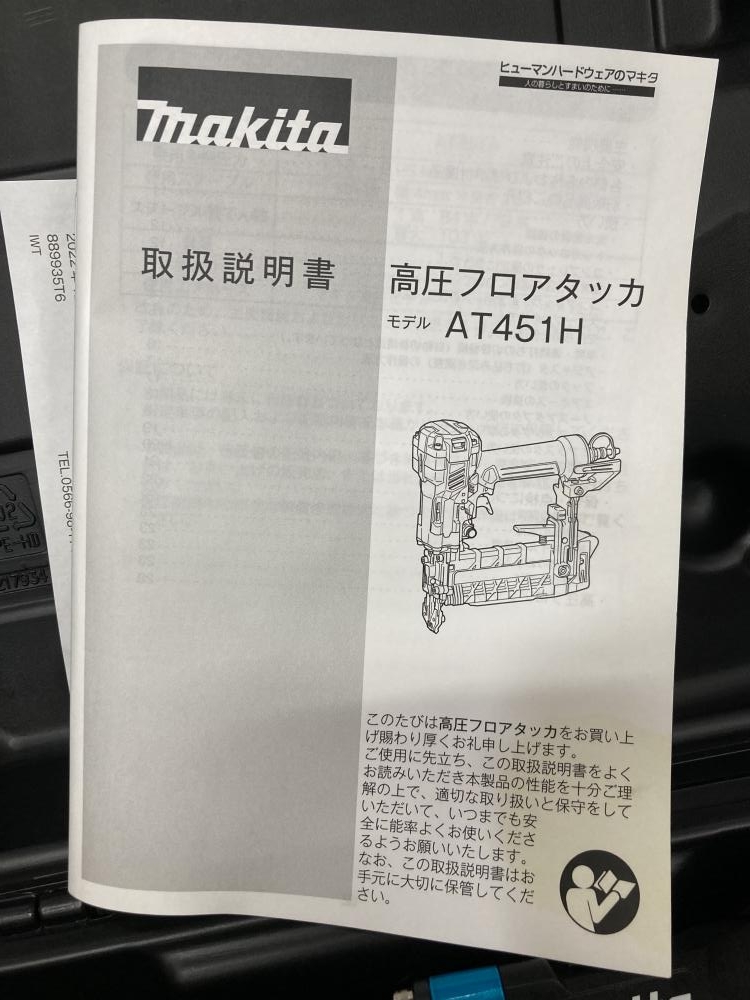 ヒューマンハードウェアのマキタ
人の暮らしとすまいのために……
makita
取扱説明書
高圧フロアタッカ
モデル AT451H
このたびは高圧フロアタッカをお買い上
げ賜わり厚くお礼申し上げます。
ご使用に先立ち、この取扱説明書をよく
お読みいただき本製品の性能を十分ご理
解の上で、適切な取り扱いと保守をして
いただいて、いつまでも安
全に能率よくお使いくださ
るようお願いいたします。
なお、この取扱説明書はお
手元に大切に保管してくだ
さい。
889935T6
IWT